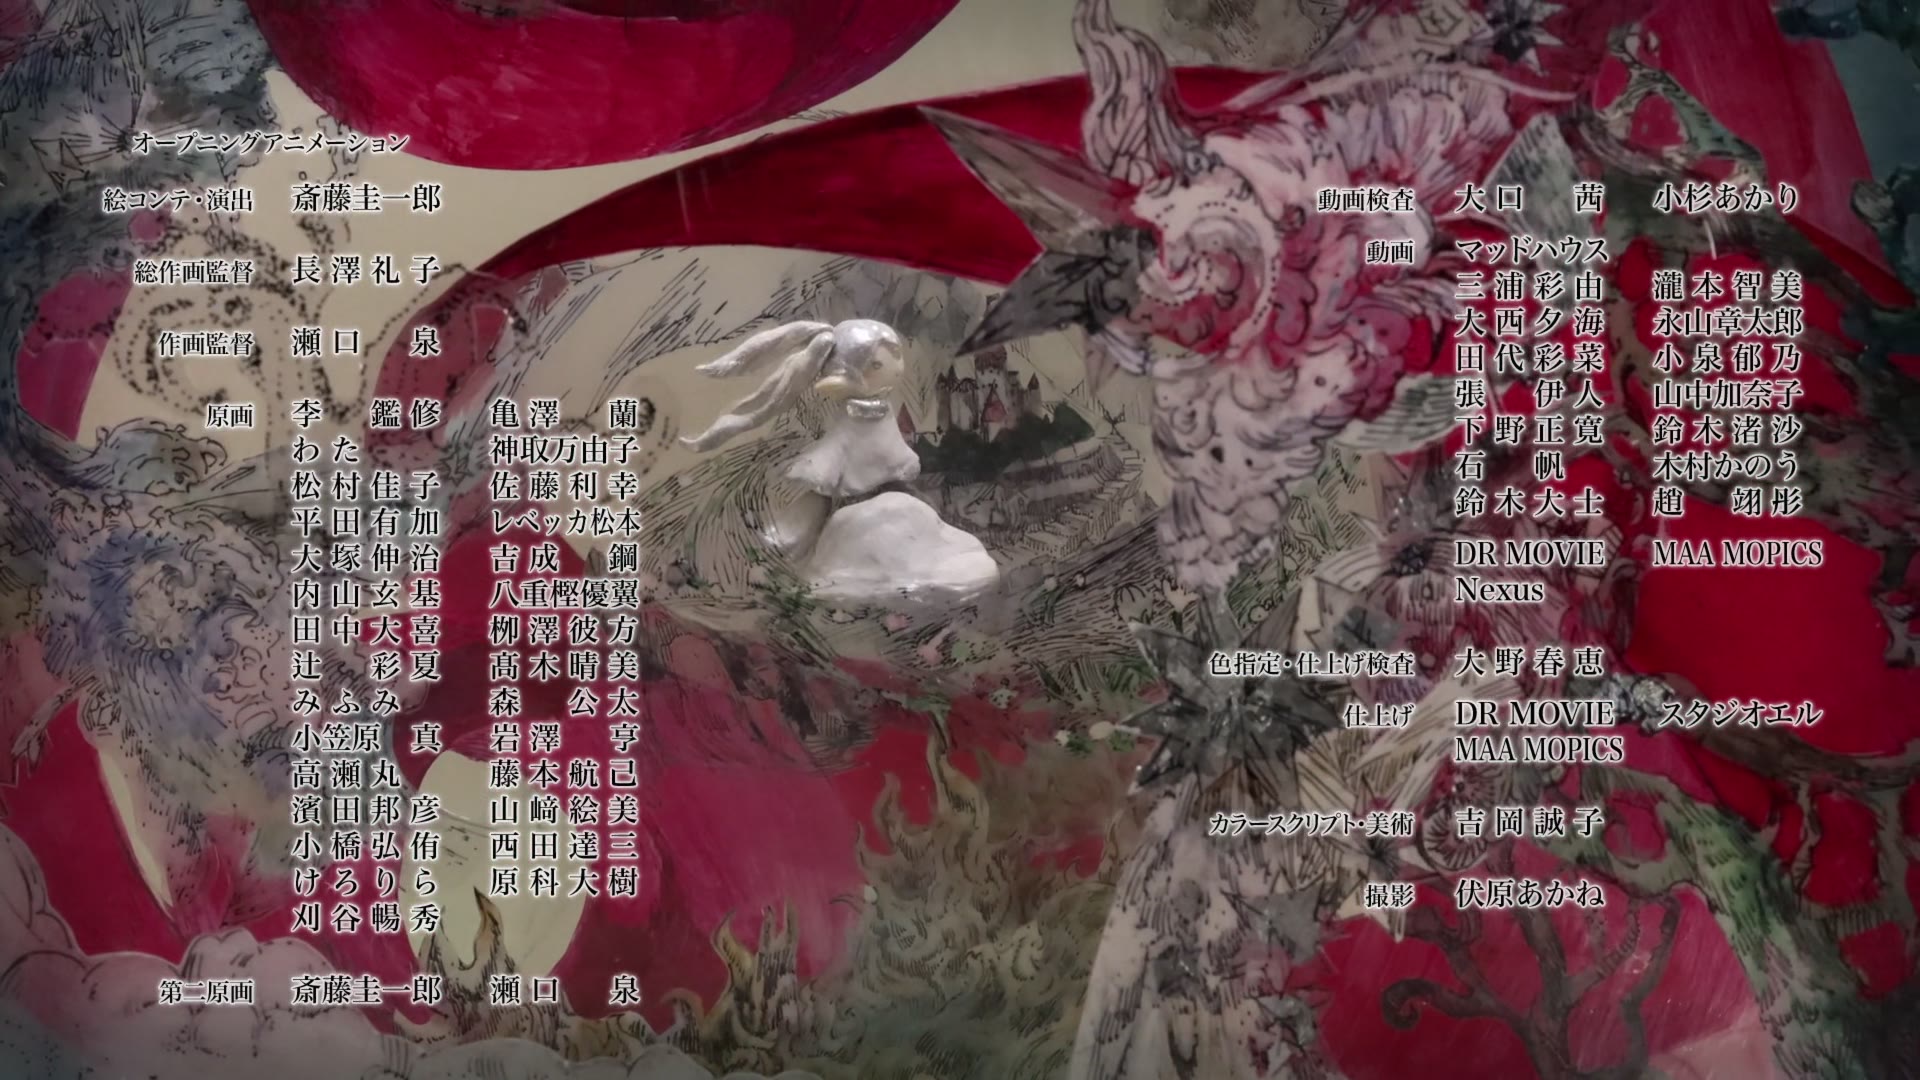 オープニングアニメーション
絵コンテ・演出 斎藤圭一郎
総作画監督 長澤礼子
作画監督 瀬口 泉
原画 李 鑑修 亀澤 蘭
わた 神取万由子
松村佳子 佐藤利幸
平田有加 レベッカ松本
大塚伸治 吉成 鋼
内山玄基 八重樫優翼
田中大喜 栁澤彼方
辻 彩夏 髙木晴美
みふみ 森 公太
小笠原 真 岩澤 亨
高瀬丸 藤本航己
濱田邦彦 山﨑絵美
小橋弘侑 西田達三
けろりら 原科大樹
刈谷暢秀
第二原画 斎藤圭一郎 瀬口 泉
動画検査 大口 茜 小杉あかり
動画 マッドハウス
三浦彩由 瀧本智美
大西夕海 永山章太郎
田代彩菜 小泉郁乃
張 伊人 山中加奈子
下野正寛 鈴木渚沙
石 帆 木村かのう
鈴木大士 趙 翊彤
DR MOVIE MAA MOPICS
Nexus
色指定・仕上げ検査 大野春恵
仕上げ DR MOVIE スタジオエル
MAA MOPICS
カラースクリプト・美術 吉岡誠子
撮影 伏原あかね